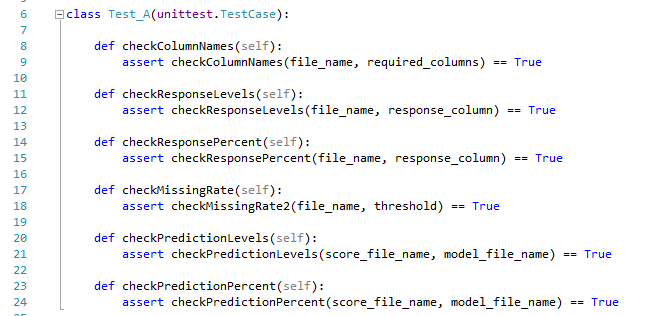 6 class Test_A(unittest.TestCase):
7
8 def checkColumnNames(self):
9 assert checkColumnNames(file_name, required_columns) == True
10
11 def checkResponseLevels(self):
12 assert checkResponseLevels(file_name, response_column) == True
13
14 def checkResponsePercent(self):
15 assert checkResponsePercent(file_name, response_column) == True
16
17 def checkMissingRate(self):
18 assert checkMissingRate2(file_name, threshold) == True
19
20 def checkPredictionLevels(self):
21 assert checkPredictionLevels(score_file_name, model_file_name) == True
22
23 def checkPredictionPercent(self):
24 assert checkPredictionPercent(score_file_name, model_file_name) == True